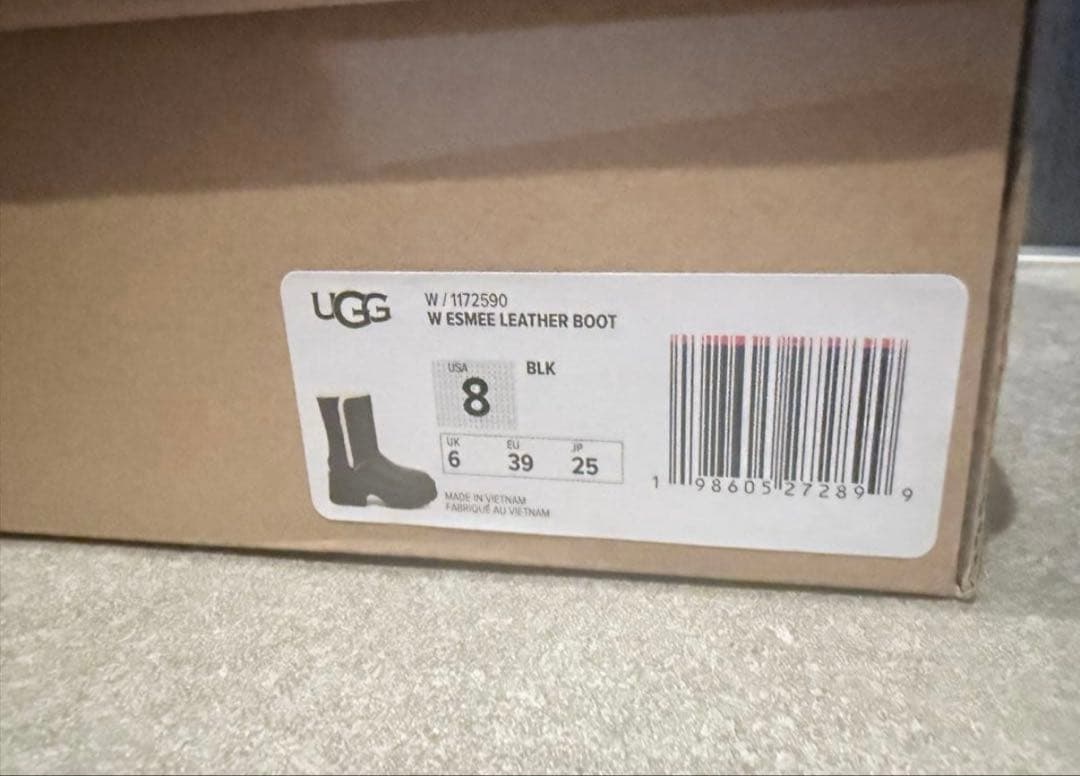 UGG
W / 1172590
W ESMEE LEATHER BOOT
USA
8
BLK
UK EU JP
6 39 25
MADE IN VIETNAM
FABRIQUÉ AU VIETNAM
1 98605 27289 9